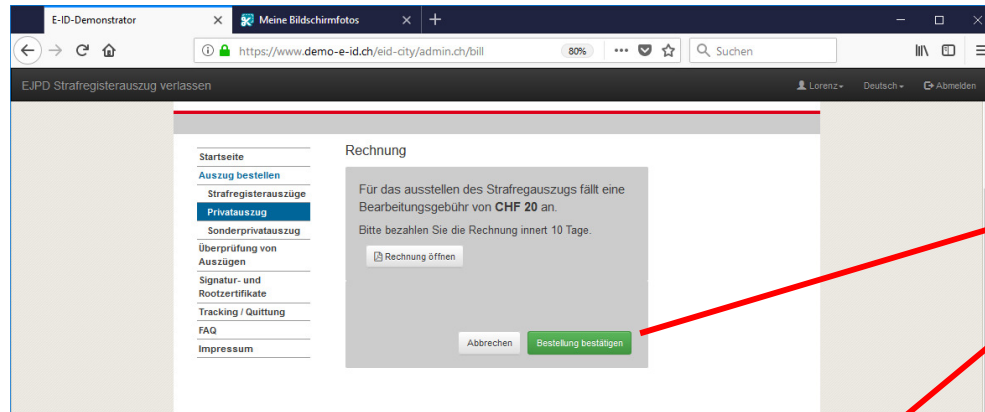 E-ID-Demonstrator
Meine Bildschirmfotos
https://www.demo-e-id.ch/eid-city/admin.ch/bill
80%
Suchen
EJPD Strafregisterauszug verlassen
Lorenz
Deutsch
Abmelden
Startseite
Auszug bestellen
Strafregisterauszüge
Privatauszug
Sonderprivatauszug
Überprüfung von
Auszügen
Signatur- und
Rootzertifikate
Tracking / Quittung
FAQ
Impressum
Rechnung
Für das ausstellen des Strafregauszugs fällt eine
Bearbeitungsgebühr von CHF 20 an.
Bitte bezahlen Sie die Rechnung innert 10 Tage.
Rechnung öffnen
Abbrechen
Bestellung bestätigen